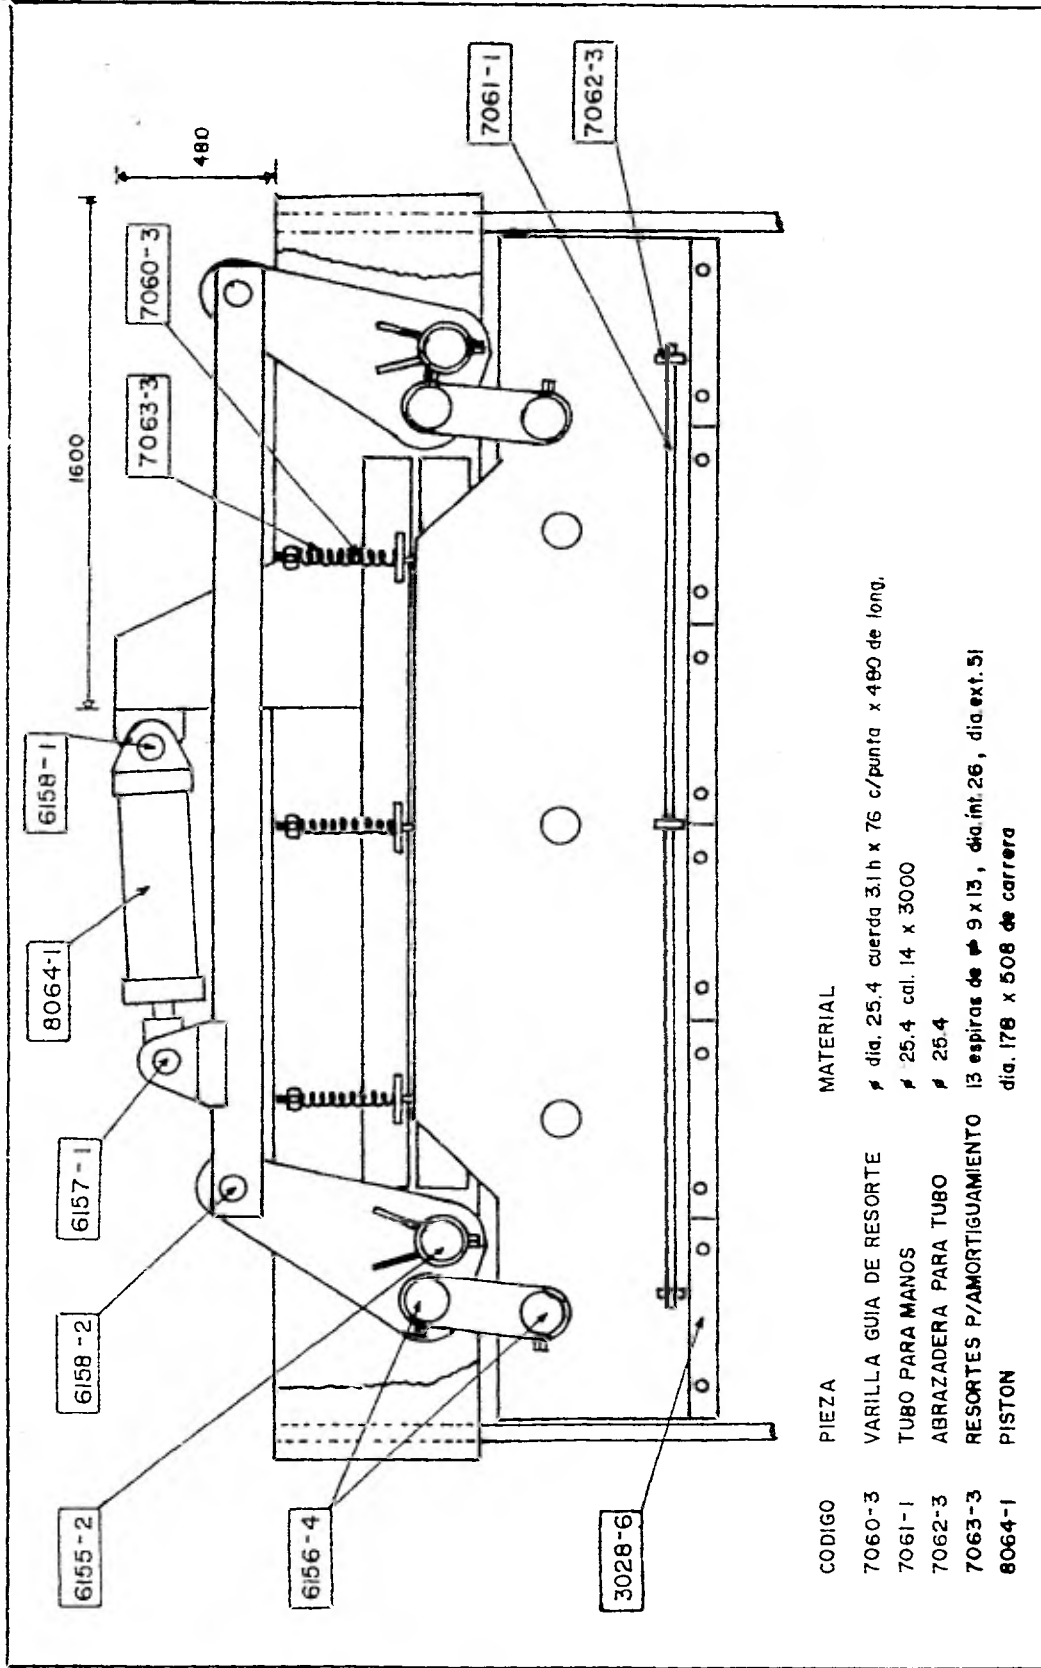 6155-2
6158-2
6157-1
8064-1
6158-1
1600
7063-3
7060-3
480
6156-4
7061-1
3028-6
7062-3
CODIGO PIEZA MATERIAL
7060-3 VARILLA GUIA DE RESORTE ø dia. 25.4 cuerda 3.1 h x 76 c/punta x 480 de long.
7061-1 TUBO PARA MANOS ø 25.4 cal. 14 x 3000
7062-3 ABRAZADERA PARA TUBO ø 25.4
7063-3 RESORTES P/AMORTIGUAMIENTO 13 espiras de ø 9 x 13, dia. int. 26, dia. ext. 51
8064-1 PISTON dia. 178 x 508 de carrera